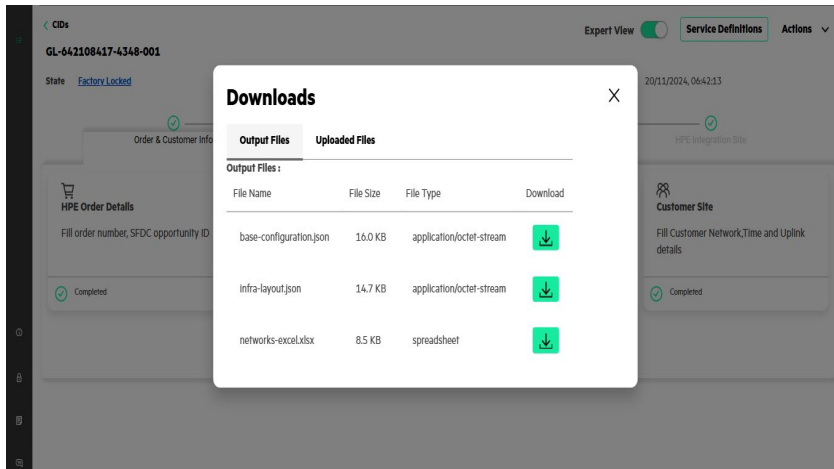 CIDs
Expert View
Service Definitions
Actions
GL-642108417-4348-001
State Factory Locked
20/11/2024, 06:42:13
Order & Customer Info
HPE Integration Site
HPE Order Details
Fill order number, SFDC opportunity ID
Completed
Customer Site
Fill Customer Network,Time and Uplink
details
Completed
Downloads
X
Output Files Uploaded Files
Output Files :
File Name File Size File Type Download
base-configuration.json 16.0 KB application/octet-stream
infra-layout.json 14.7 KB application/octet-stream
networks-excel.xlsx 8.5 KB spreadsheet